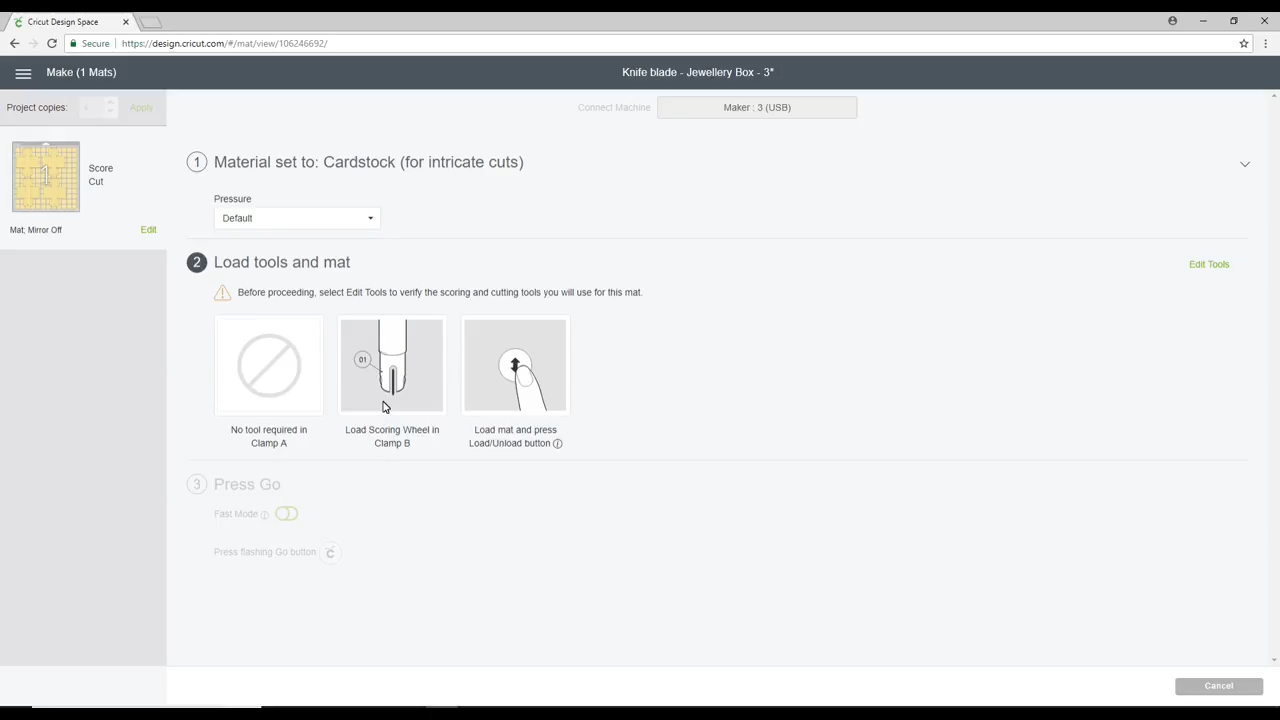 Cricut Design Space
Secure
https://design.cricut.com/#/mat/view/106246692/
Make (1 Mats)
Knife blade - Jewellery Box - 3*
Project copies:
Apply
Connect Machine
Maker : 3 (USB)
1
Score
Cut
Mat; Mirror Off
Edit
1 Material set to: Cardstock (for intricate cuts)
Pressure
Default
2 Load tools and mat
Edit Tools
Before proceeding, select Edit Tools to verify the scoring and cutting tools you will use for this mat.
01
No tool required in
Clamp A
Load Scoring Wheel in
Clamp B
Load mat and press
Load/Unload button
3 Press Go
Fast Mode
Press flashing Go button
Cancel